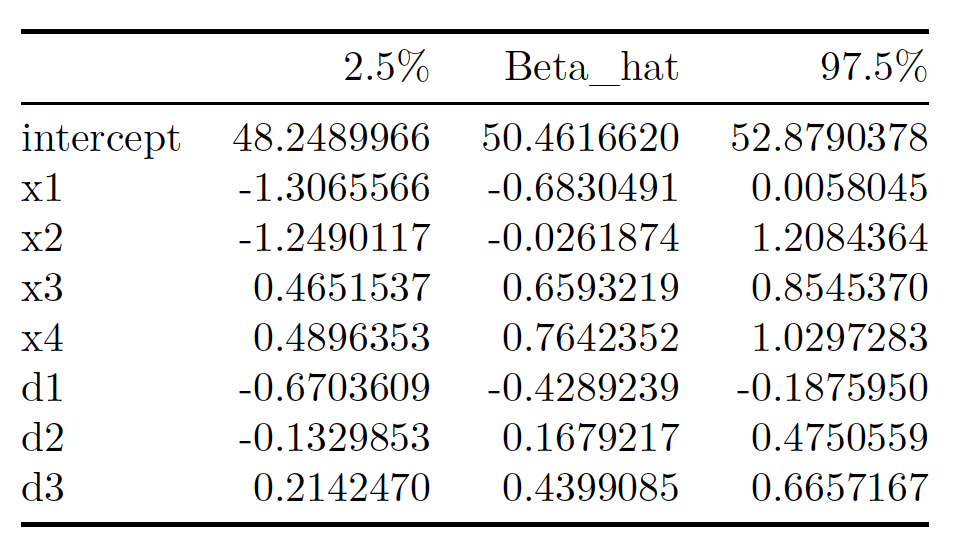 2.5% Beta_hat 97.5%
intercept 48.2489966 50.4616620 52.8790378
x1 -1.3065566 -0.6830491 0.0058045
x2 -1.2490117 -0.0261874 1.2084364
x3 0.4651537 0.6593219 0.8545370
x4 0.4896353 0.7642352 1.0297283
d1 -0.6703609 -0.4289239 -0.1875950
d2 -0.1329853 0.1679217 0.4750559
d3 0.2142470 0.4399085 0.6657167